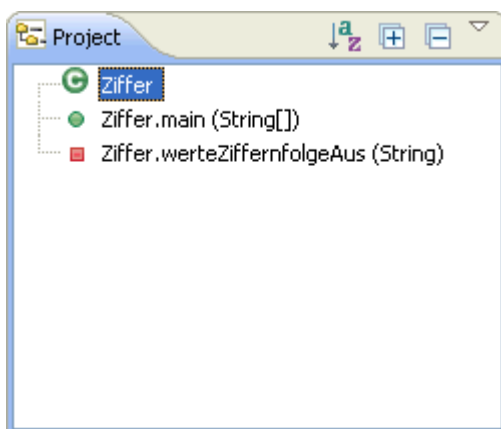 Project
Ziffer
Ziffer.main (String[])
Ziffer.werteZiffernfolgeAus (String)